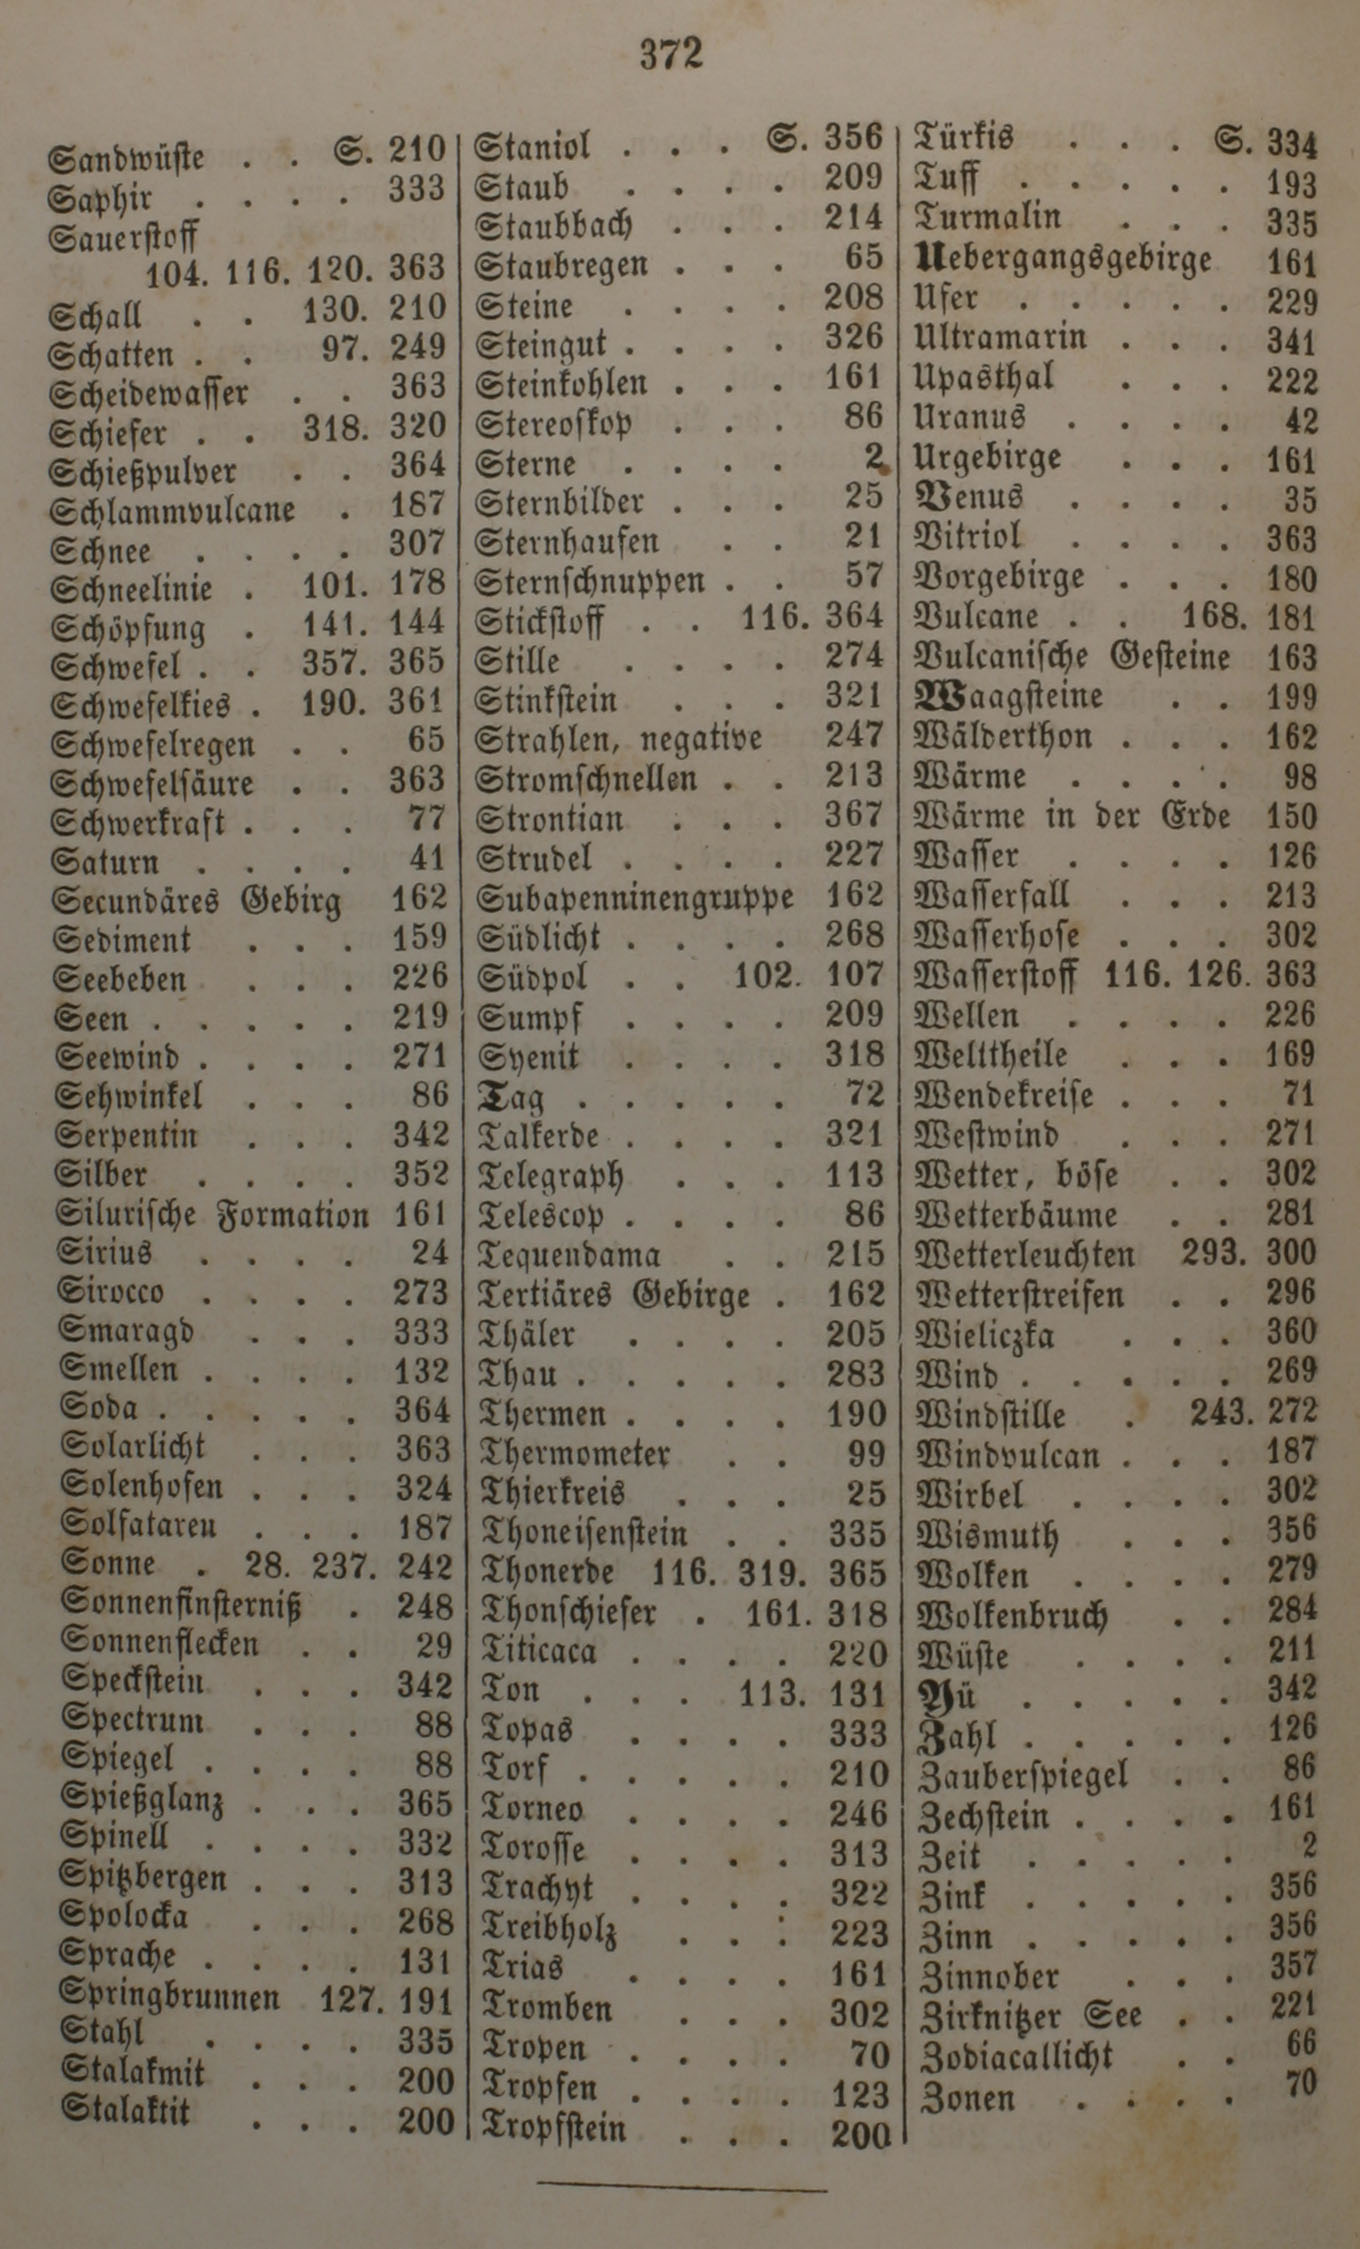 372
Sandwüste . . S. 210
Saphir . . . . 333
Sauerstoff
104. 116. 120. 363
Schall . . 130. 210
Schatten . . 97. 249
Scheidewasser . . 363
Schiefer . . 318. 320
Schießpulver . . 364
Schlammvulcane . 187
Schnee . . . . 307
Schneelinie . 101. 178
Schöpfung . 141. 144
Schwefel . . 357. 365
Schwefelkies . 190. 361
Schwefelregen . . 65
Schwefelsäure . . 363
Schwerkraft . . . 77
Saturn . . . . 41
Secundäres Gebirg 162
Sediment . . . 159
Seebeben . . . 226
Seen . . . . . 219
Seewind . . . . 271
Sehwinkel . . . 86
Serpentin . . . 342
Silber . . . . 352
Silurische Formation 161
Sirius . . . . 24
Sirocco . . . . 273
Smaragd . . . 333
Smellen . . . . 132
Soda . . . . . 364
Solarlicht . . . 363
Solenhofen . . . 324
Solfataren . . . 187
Sonne . 28. 237. 242
Sonnenfinsterniß . 248
Sonnenflecken . . 29
Speckstein . . . 342
Spectrum . . . 88
Spiegel . . . . 88
Spießglanz . . . 365
Spinell . . . . 332
Spitzbergen . . . 313
Spolocka . . . 268
Sprache . . . . 131
Springbrunnen 127. 191
Stahl . . . . 335
Stalakmit . . . 200
Stalaktit . . . 200
Staniol . . . S. 356
Staub . . . . 209
Staubbach . . . 214
Staubregen . . . 65
Steine . . . . 208
Steingut . . . . 326
Steinkohlen . . . 161
Stereoskop . . . 86
Sterne . . . . 2
Sternbilder . . . 25
Sternhaufen . . 21
Sternschnuppen . . 57
Stickstoff . . 116. 364
Stille . . . . 274
Stinkstein . . . 321
Strahlen, negative 247
Stromschnellen . . 213
Strontian . . . 367
Strudel . . . . 227
Subapenninengruppe 162
Südlicht . . . . 268
Südpol . . 102. 107
Sumpf . . . . 209
Syenit . . . . 318
Tag . . . . . 72
Talkerde . . . . 321
Telegraph . . . 113
Telescop . . . . 86
Tequendama . . 215
Tertiäres Gebirge . 162
Thäler . . . . 205
Thau . . . . . 283
Thermen . . . . 190
Thermometer . . 99
Thierkreis . . . 25
Thoneisenstein . . 335
Thonerde 116. 319. 365
Thonschiefer . 161. 318
Titicaca . . . . 220
Ton . . . 113. 131
Topas . . . . 333
Torf . . . . . 210
Torneo . . . . 246
Torosse . . . . 313
Trachyt . . . . 322
Treibholz . . . 223
Trias . . . . 161
Tromben . . . 302
Tropen . . . . 70
Tropfen . . . . 123
Tropfstein . . . 200
Türkis . . . S. 334
Tuff . . . . . 193
Turmalin . . . 335
Uebergangsgebirge 161
Ufer . . . . . 229
Ultramarin . . . 341
Upasthal . . . 222
Uranus . . . . 42
Urgebirge . . . 161
Venus . . . . 35
Vitriol . . . . 363
Vorgebirge . . . 180
Vulcane . . 168. 181
Vulcanische Gesteine 163
Waagsteine . . 199
Wälderthon . . . 162
Wärme . . . . 98
Wärme in der Erde 150
Wasser . . . . 126
Wasserfall . . . 213
Wasserhose . . . 302
Wasserstoff 116. 126. 363
Wellen . . . . 226
Welttheile . . . 169
Wendekreise . . . 71
Westwind . . . 271
Wetter, böse . . 302
Wetterbäume . . 281
Wetterleuchten 293. 300
Wetterstreifen . . 296
Wieliczka . . . 360
Wind . . . . . 269
Windstille . 243. 272
Windvulcan . . . 187
Wirbel . . . . 302
Wismuth . . . 356
Wolken . . . . 279
Wolkenbruch . . 284
Wüste . . . . 211
Yü . . . . . 342
Zahl . . . . . 126
Zauberspiegel . . 86
Zechstein . . . . 161
Zeit . . . . . 2
Zink . . . . . 356
Zinn . . . . . 356
Zinnober . . . 357
Zirknitzer See . . 221
Zodiacallicht . . 66
Zonen . . . . 70